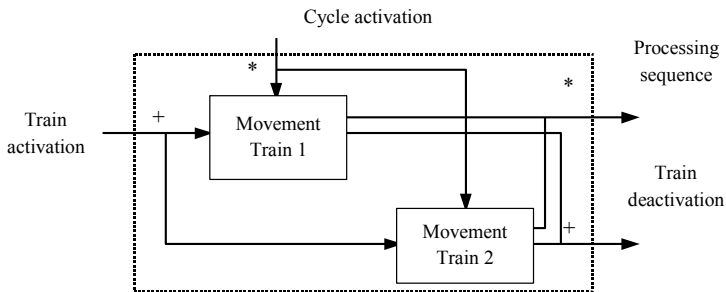 Cycle activation
Processing
sequence
*
*
Train
activation
+
Movement
Train 1
Train
deactivation
Movement
Train 2
+